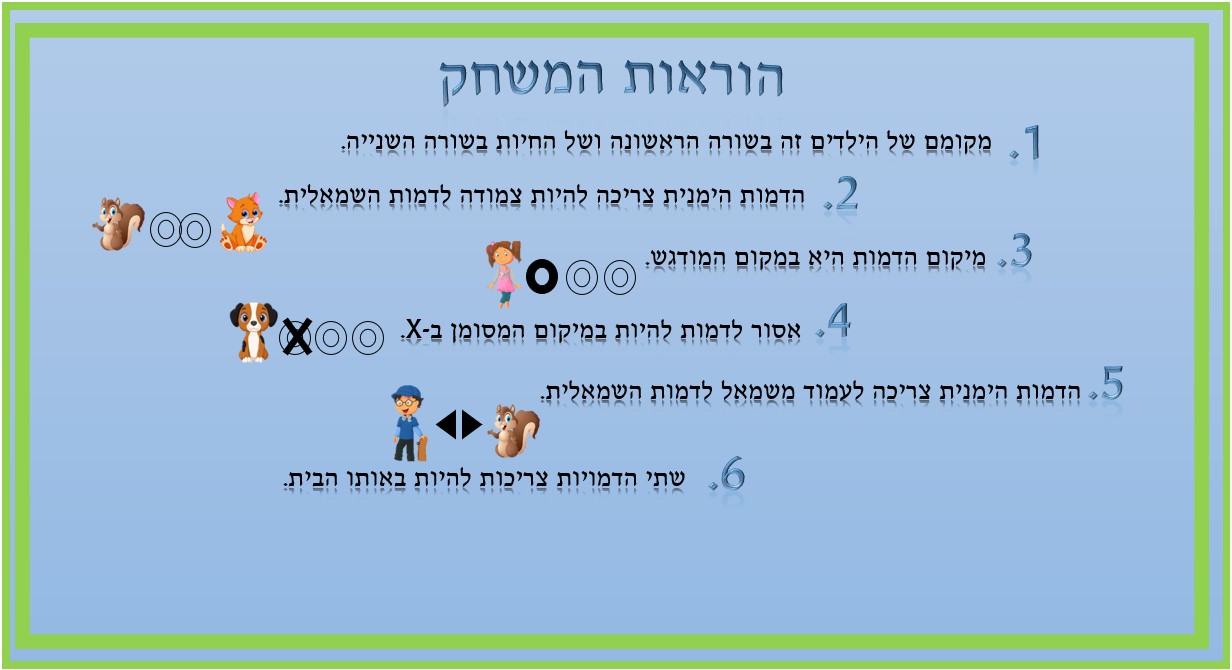 הוראות המשחק
1. מקומם של הילדים זה בשורה הראשונה ושל החיות בשורה השנייה.
2. הדמות הימנית צריכה להיות צמודה לדמות השמאלית.
3. מיקום הדמות היא במקום המודגש.
4. אסור לדמות להיות במיקום המסומן ב-X.
5. הדמות הימנית צריכה לעמוד משמאל לדמות השמאלית.
6. שתי הדמויות צריכות להיות באותו הבית.